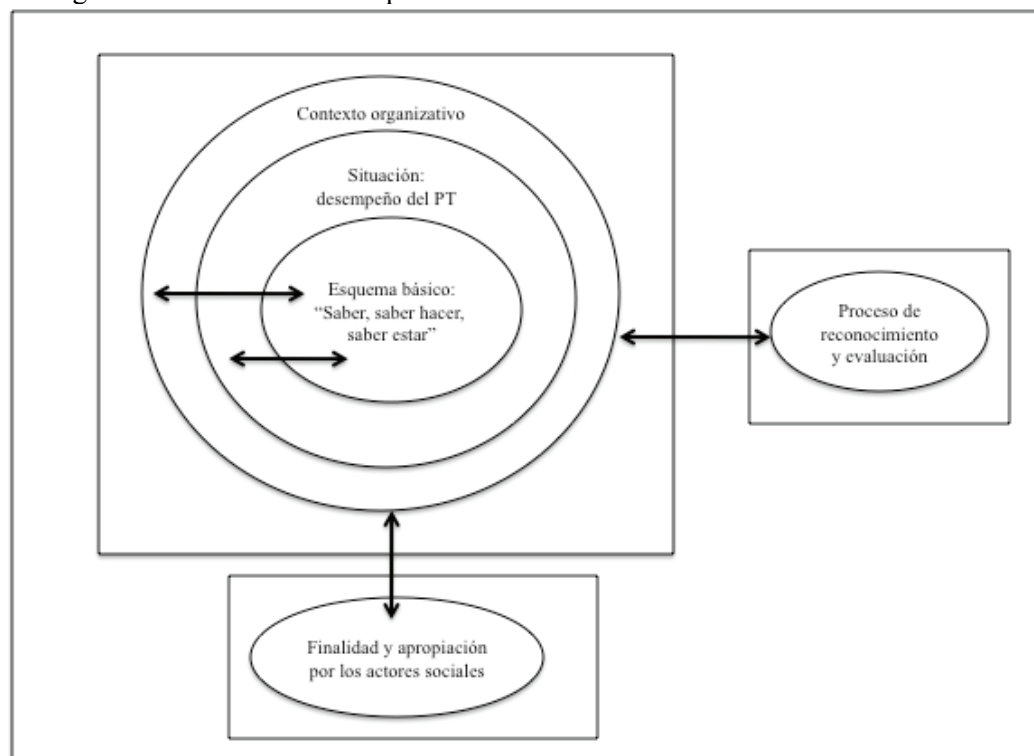 Contexto organizativo
Situación:
desempeño del PT
Esquema básico:
“Saber, saber hacer,
saber estar”
Proceso de
reconocimiento
y evaluación
Finalidad y apropiación
por los actores sociales